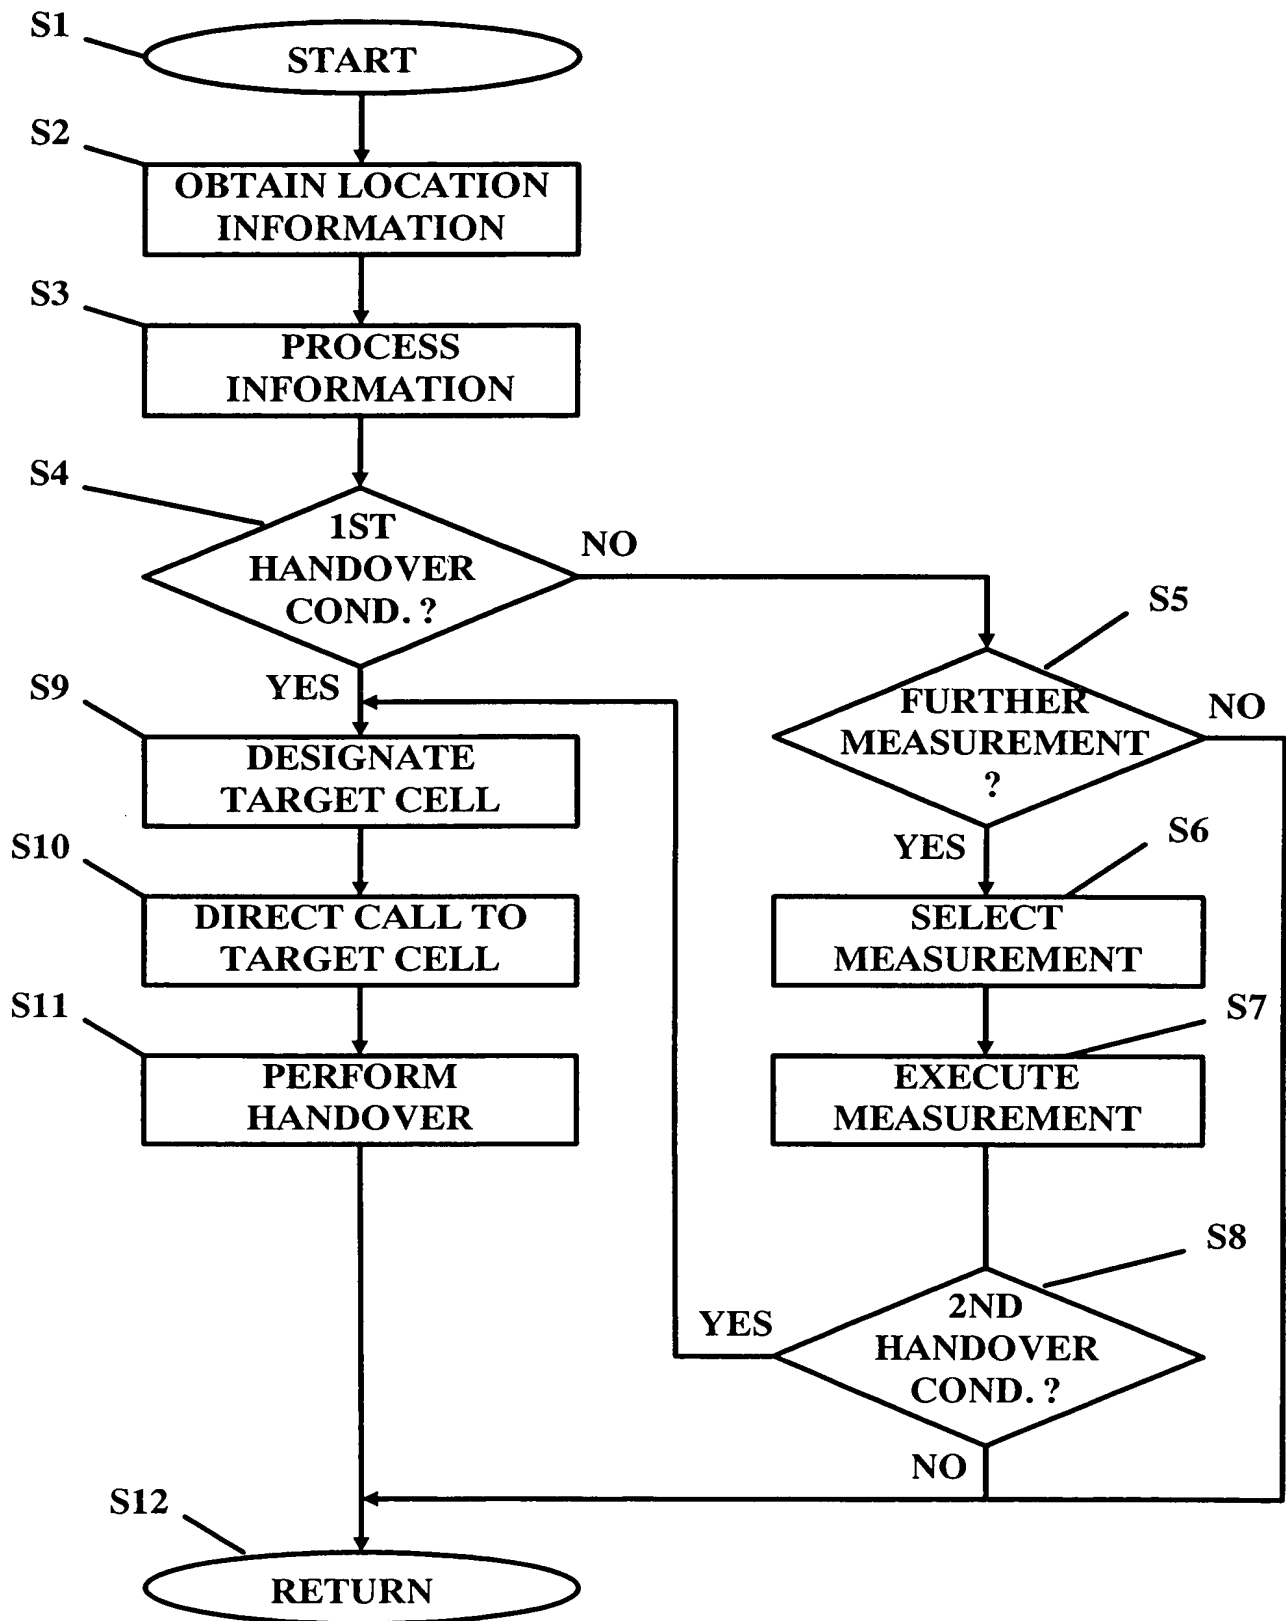 S1
START
S2
OBTAIN LOCATION
INFORMATION
S3
PROCESS
INFORMATION
S4
1ST
HANDOVER
COND. ?
NO
YES
S5
FURTHER
MEASUREMENT
?
NO
YES
S6
SELECT
MEASUREMENT
S7
EXECUTE
MEASUREMENT
S8
2ND
HANDOVER
COND. ?
YES
NO
S9
DESIGNATE
TARGET CELL
S10
DIRECT CALL TO
TARGET CELL
S11
PERFORM
HANDOVER
S12
RETURN